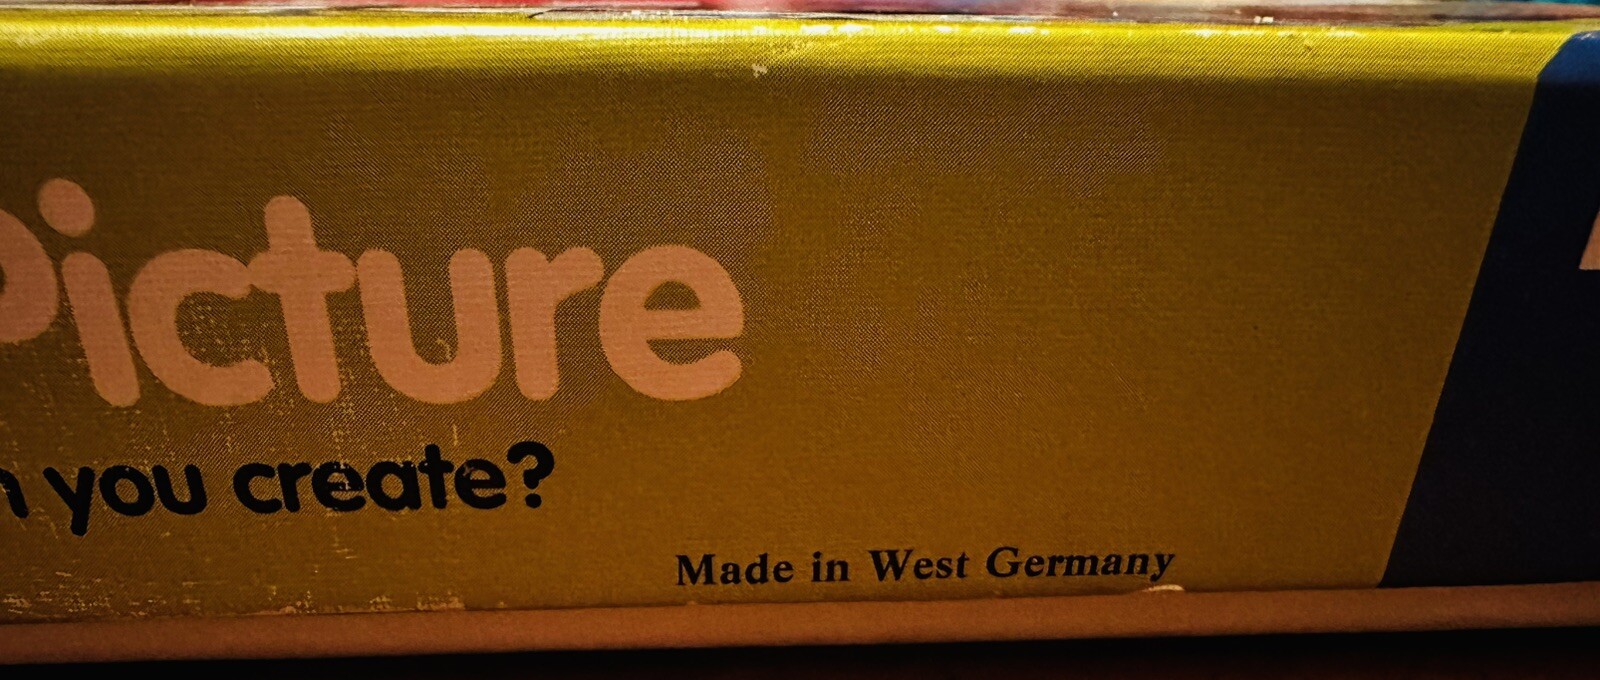 Picture
you create?
Made in West Germany